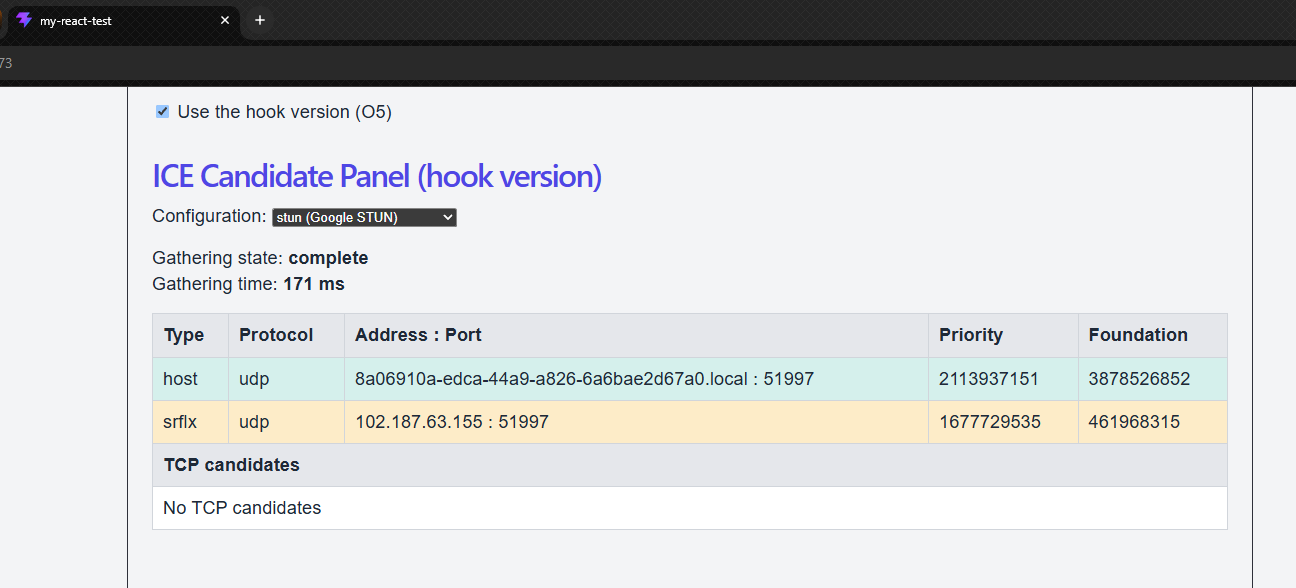 my-react-test
73
Use the hook version (O5)
ICE Candidate Panel (hook version)
Configuration: stun (Google STUN)
Gathering state: complete
Gathering time: 171 ms
Type Protocol Address : Port Priority Foundation
host udp 8a06910a-edca-44a9-a826-6a6bae2d67a0.local : 51997 2113937151 3878526852
srflx udp 102.187.63.155 : 51997 1677729535 461968315
TCP candidates
No TCP candidates